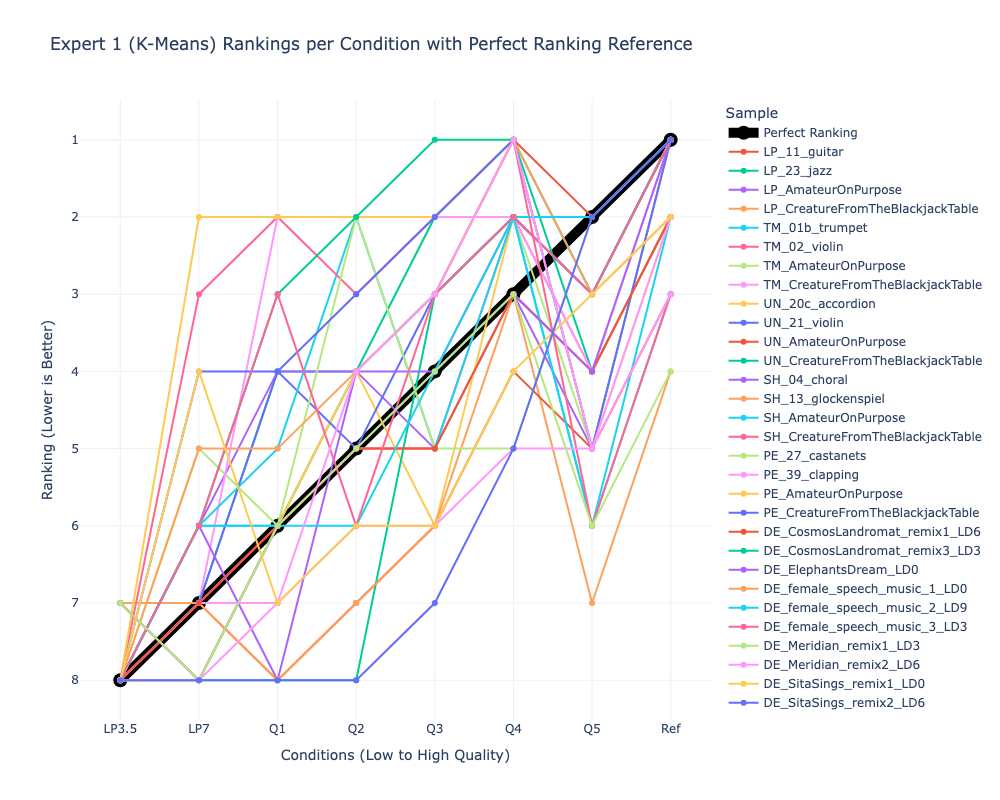 Expert 1 (K-Means) Rankings per Condition with Perfect Ranking Reference
Sample
Perfect Ranking
LP_11_guitar
LP_23_jazz
LP_AmateurOnPurpose
LP_CreatureFromTheBlackjackTable
TM_01b_trumpet
TM_02_violin
TM_AmateurOnPurpose
TM_CreatureFromTheBlackjackTable
UN_20c_accordion
UN_21_violin
UN_AmateurOnPurpose
UN_CreatureFromTheBlackjackTable
SH_04_choral
SH_13_glockenspiel
SH_AmateurOnPurpose
SH_CreatureFromTheBlackjackTable
PE_27_castanets
PE_39_clapping
PE_AmateurOnPurpose
PE_CreatureFromTheBlackjackTable
DE_CosmosLandromat_remix1_LD6
DE_CosmosLandromat_remix3_LD3
DE_ElephantsDream_LD0
DE_female_speech_music_1_LD0
DE_female_speech_music_2_LD9
DE_female_speech_music_3_LD3
DE_Meridian_remix1_LD3
DE_Meridian_remix2_LD6
DE_SitaSings_remix1_LD0
DE_SitaSings_remix2_LD6
Ranking (Lower is Better)
1
2
3
4
5
6
7
8
LP3.5 LP7 Q1 Q2 Q3 Q4 Q5 Ref
Conditions (Low to High Quality)